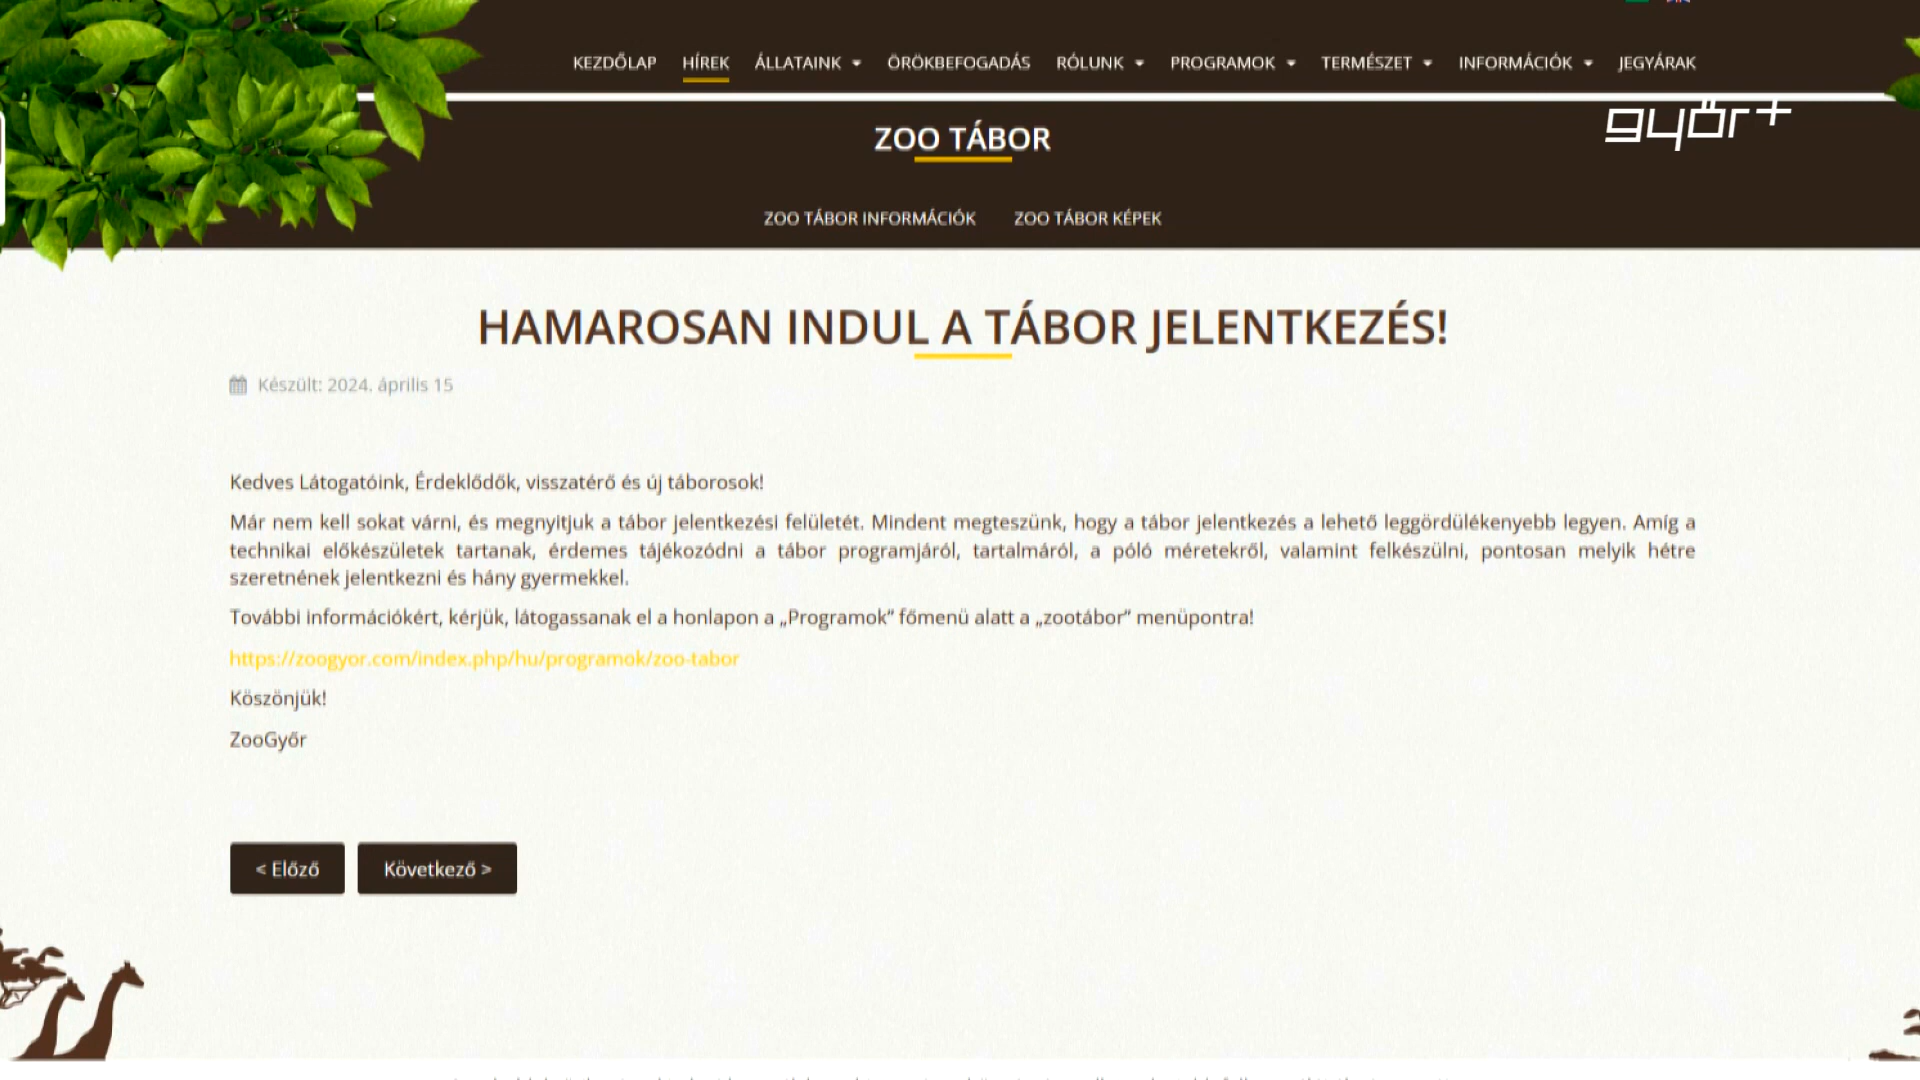 KEZDŐLAP HÍREK ÁLLATAINK ÖRÖKBEFOGADÁS RÓLUNK PROGRAMOK TERMÉSZET INFORMÁCIÓK JEGYÁRAK
győr+
ZOO TÁBOR
ZOO TÁBOR INFORMÁCIÓK ZOO TÁBOR KÉPEK
HAMAROSAN INDUL A TÁBOR JELENTKEZÉS!
Készült: 2024. április 15
Kedves Látogatóink, Érdeklődők, visszatérő és új táborosok!
Már nem kell sokat várni, és megnyitjuk a tábor jelentkezési felületét. Mindent megteszünk, hogy a tábor jelentkezés a lehető leggördülékenyebb legyen. Amíg a
technikai előkészületek tartanak, érdemes tájékozódni a tábor programjáról, tartalmáról, a póló méretekről, valamint felkészülni, pontosan melyik hétre
szeretnének jelentkezni és hány gyermekkel.
További információkért, kérjük, látogassanak el a honlapon a „Programok” főmenü alatt a „zootábor” menüpontra!
https://zoogyor.com/index.php/hu/programok/zoo-tabor
Köszönjük!
ZooGyőr
< Előző Következő >